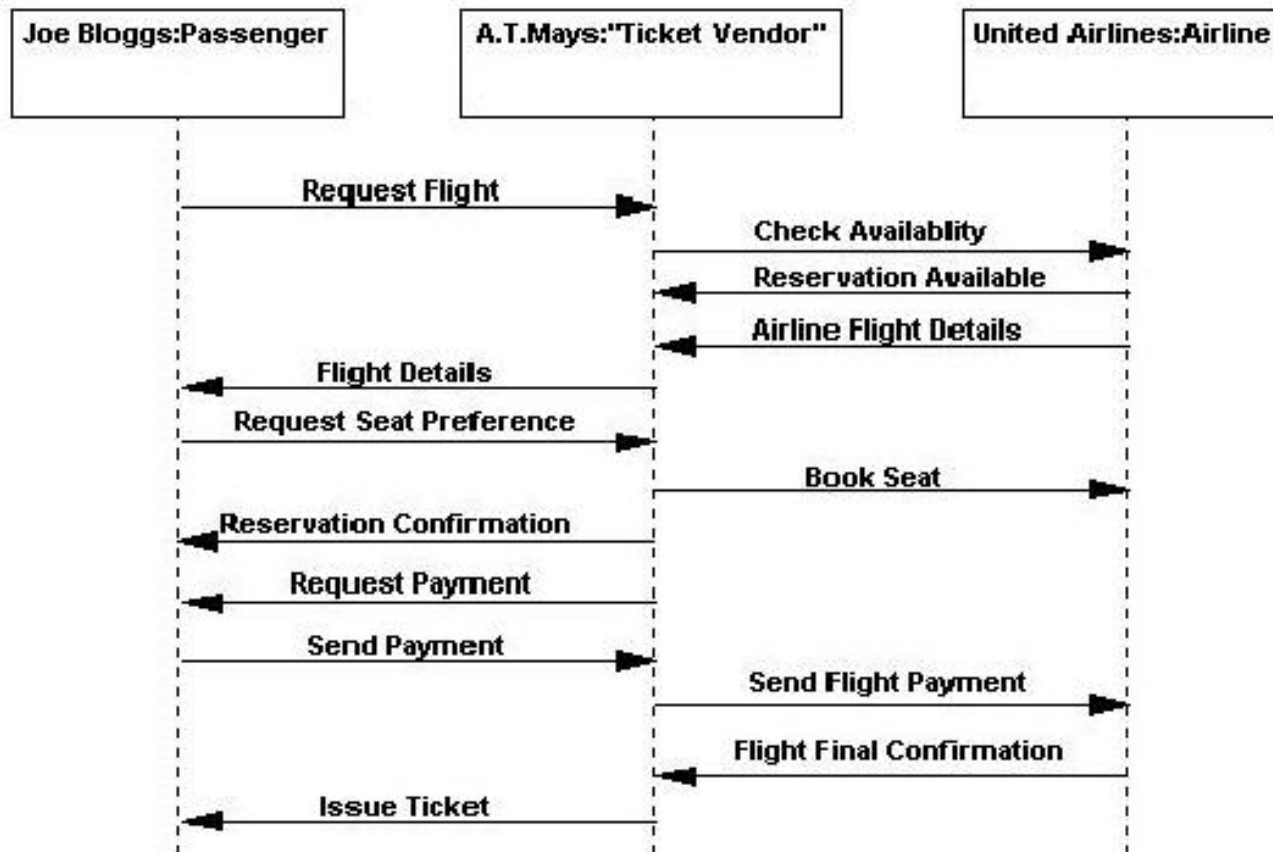 Joe Bloggs:Passenger
A.T.Mays:"Ticket Vendor"
United Airlines:Airline
Request Flight
Check Availablity
Reservation Available
Airline Flight Details
Flight Details
Request Seat Preference
Book Seat
Reservation Confirmation
Request Payment
Send Payment
Send Flight Payment
Flight Final Confirmation
Issue Ticket